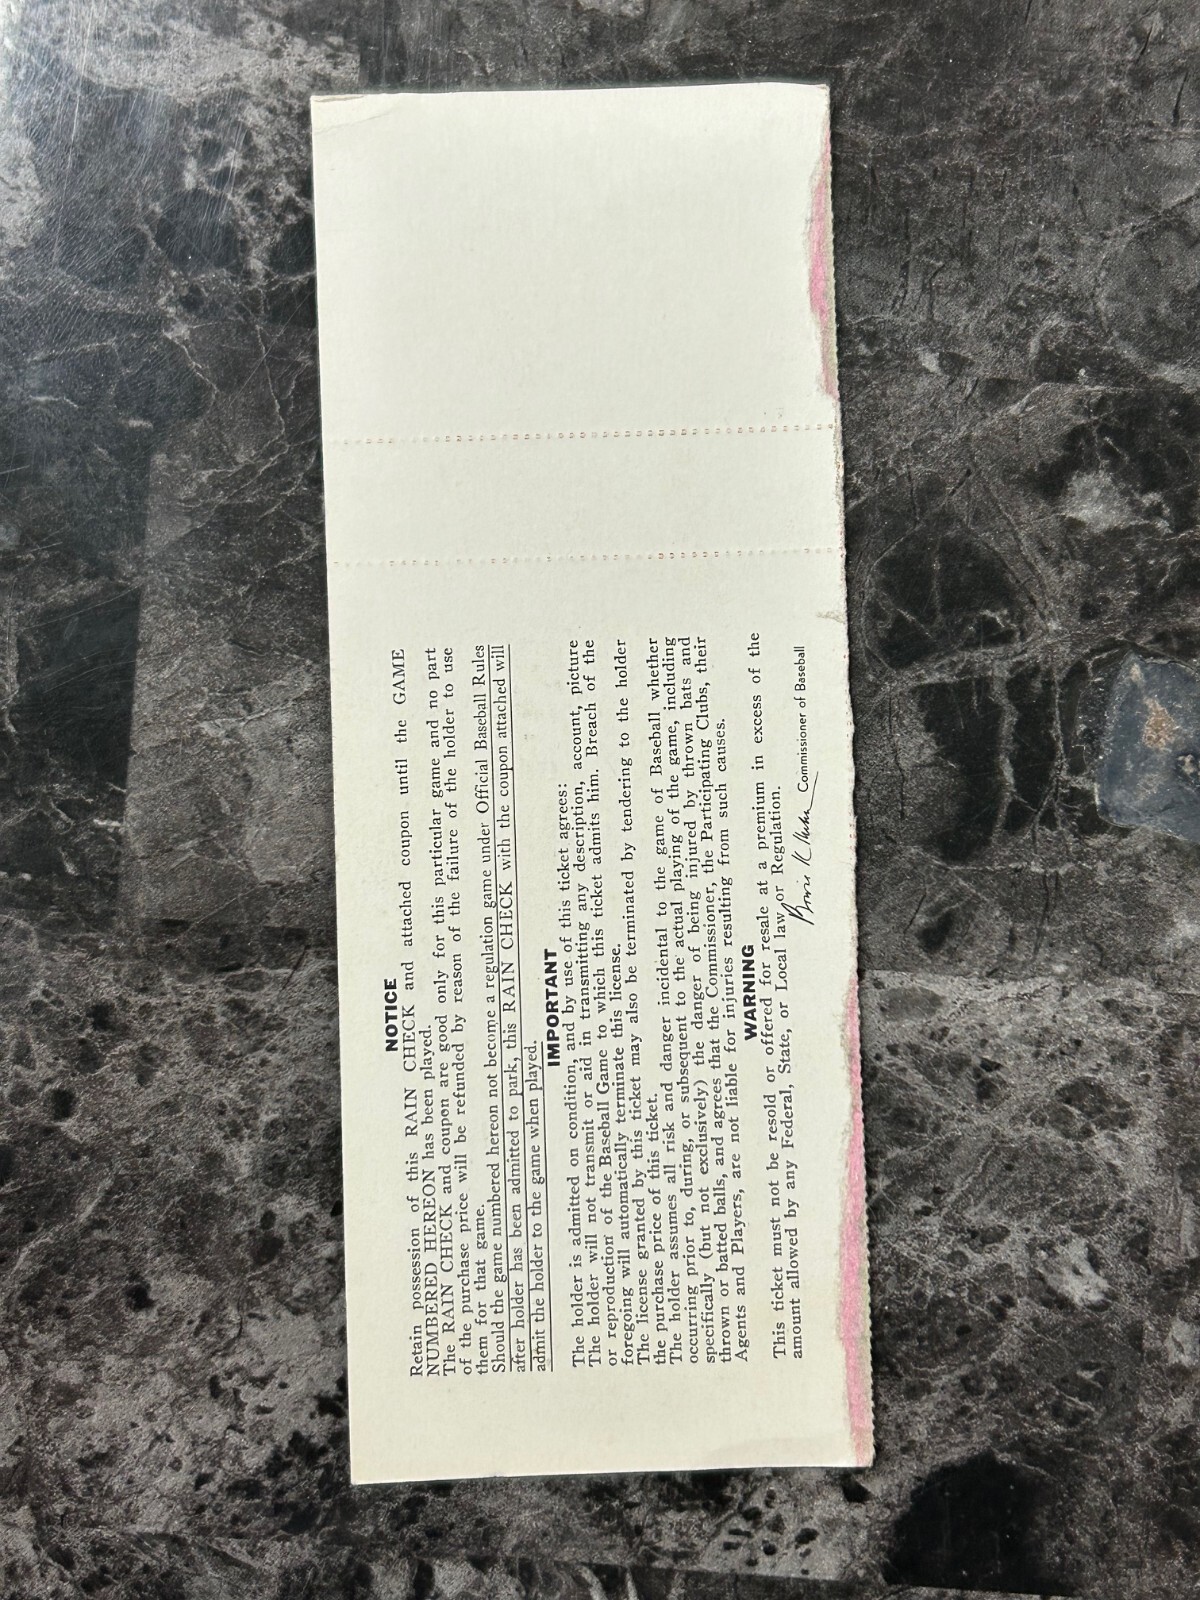 NOTICE
Retain possession of this RAIN CHECK and attached coupon until the GAME
NUMBERED HEREON has been played.
The RAIN CHECK and coupon are good only for this particular game and no part
of the purchase price will be refunded by reason of the failure of the holder to use
them for that game.
Should the game numbered hereon not become a regulation game under Official Baseball Rules
after holder has been admitted to park, this RAIN CHECK with the coupon attached will
admit the holder to the game when played.
IMPORTANT
The holder is admitted on condition, and by use of this ticket agrees:
The holder will not transmit or aid in transmitting any description, account, picture
or reproduction of the Baseball Game to which this ticket admits him. Breach of the
foregoing will automatically terminate this license.
The license granted by this ticket may also be terminated by tendering to the holder
the purchase price of this ticket.
The holder assumes all risk and danger incidental to the game of Baseball whether
occurring prior to, during, or subsequent to the actual playing of the game, including
specifically (but not exclusively) the danger of being injured by thrown bats and
thrown or batted balls, and agrees that the Commissioner, the Participating Clubs, their
Agents and Players, are not liable for injuries resulting from such causes.
WARNING
This ticket must not be resold or offered for resale at a premium in excess of the
amount allowed by any Federal, State, or Local law or Regulation.
Bowie K Kuhn Commissioner of Baseball